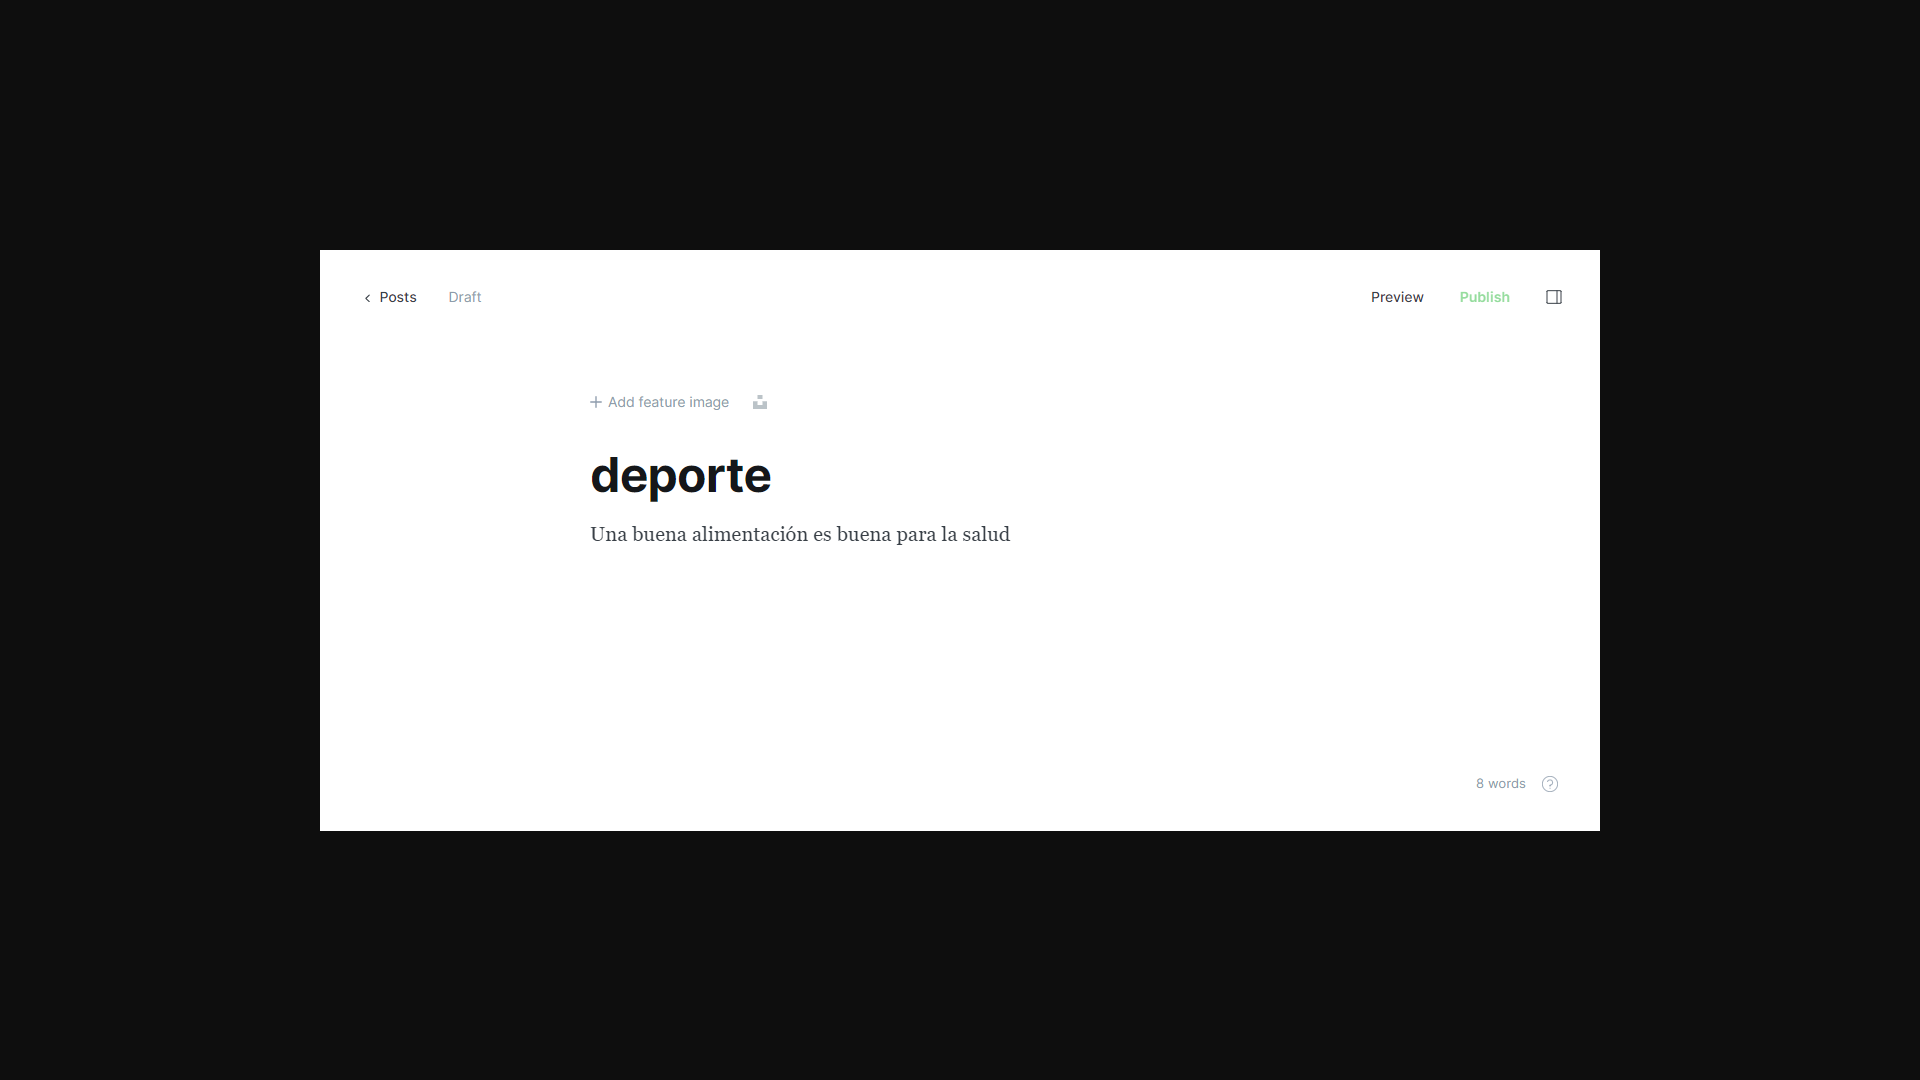 Posts
Draft
Preview
Publish
Add feature image
deporte
Una buena alimentación es buena para la salud
8 words